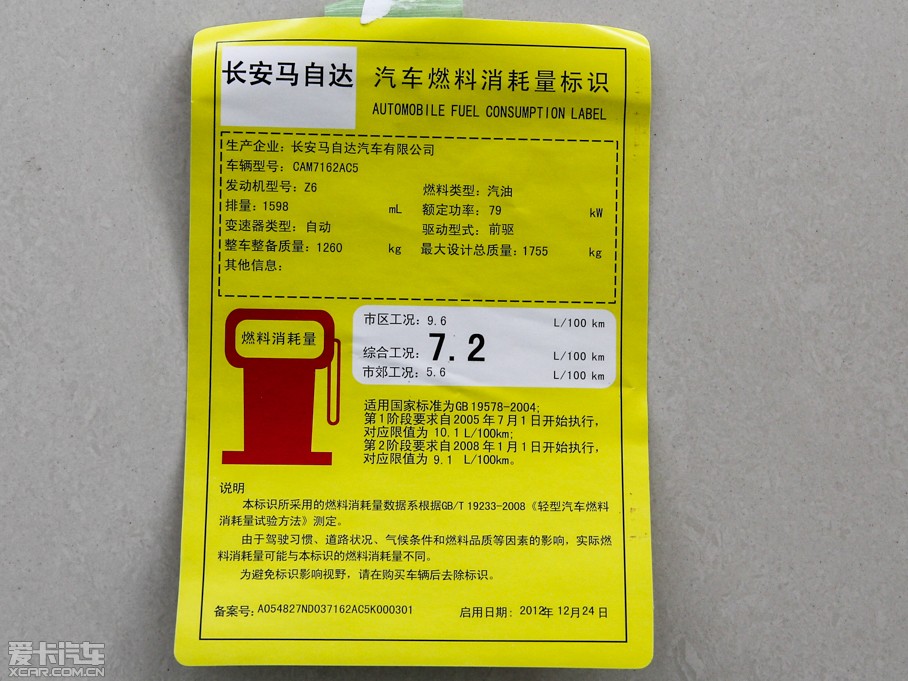 长安马自达 汽车燃料消耗量标识
AUTOMOBILE FUEL CONSUMPTION LABEL
生产企业：长安马自达汽车有限公司
车辆型号：CAM7162AC5
发动机型号：Z6 燃料类型：汽油
排量：1598 mL 额定功率：79 kW
变速器类型：自动 驱动型式：前驱
整车整备质量：1260 kg 最大设计总质量：1755 kg
其他信息：
燃料消耗量
市区工况：9.6 L/100 km
综合工况：7.2 L/100 km
市郊工况：5.6 L/100 km
适用国家标准为GB 19578-2004;
第1阶段要求自2005年7月1日开始执行，
对应限值为 10.1 L/100km;
第2阶段要求自2008年1月1日开始执行，
对应限值为 9.1 L/100km。
说明
本标识所采用的燃料消耗量数据系根据GB/T 19233-2008《轻型汽车燃料
消耗量试验方法》测定。
由于驾驶习惯、道路状况、气候条件和燃料品质等因素的影响，实际燃
料消耗量可能与本标识的燃料消耗量不同。
为避免标识影响视野，请在购买车辆后去除标识。
备案号：A054827ND037162AC5K000301 启用日期：2012年12月24日
爱卡汽车
XCAR.COM.CN